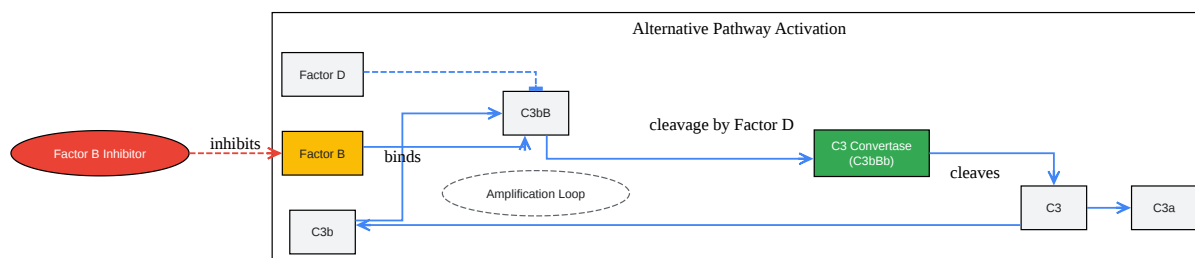 Alternative Pathway Activation
Factor D
C3bB
cleavage by Factor D
Factor B Inhibitor
inhibits
Factor B
binds
C3 Convertase
(C3bBb)
cleaves
Amplification Loop
C3b
C3
C3a